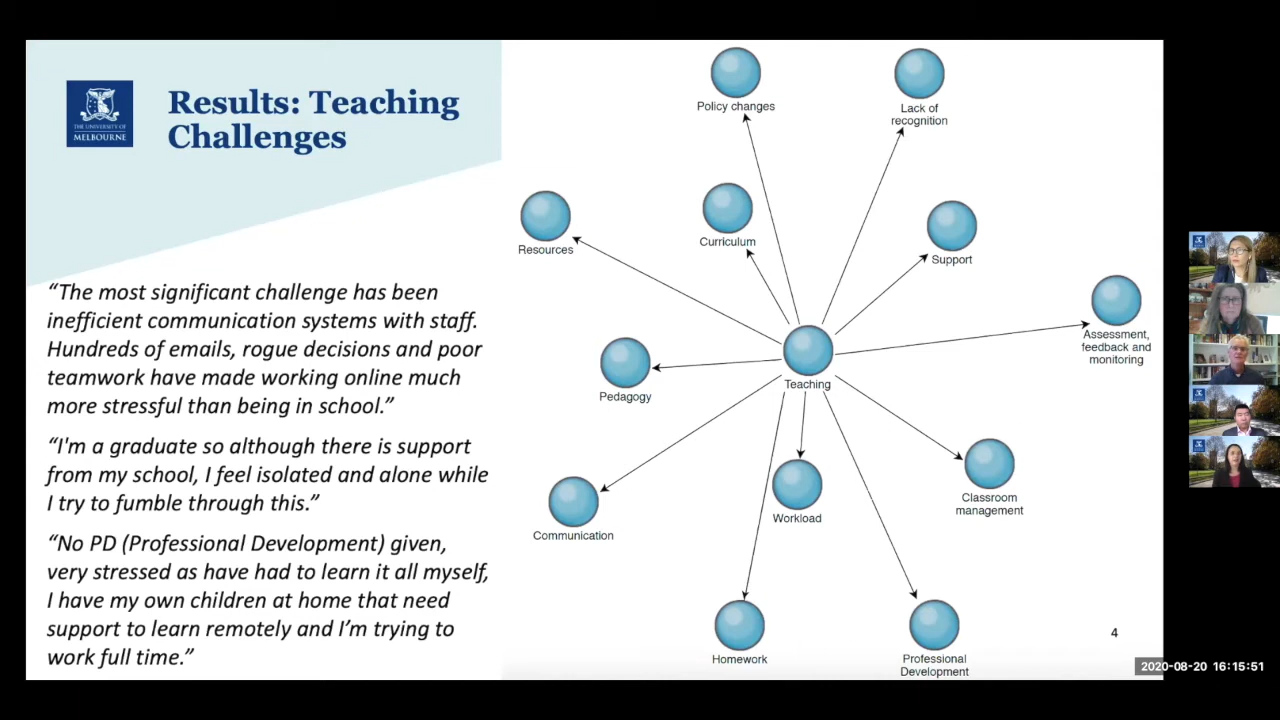 THE UNIVERSITY OF
MELBOURNE
Results: Teaching
Challenges
“The most significant challenge has been
inefficient communication systems with staff.
Hundreds of emails, rogue decisions and poor
teamwork have made working online much
more stressful than being in school.”
“I'm a graduate so although there is support
from my school, I feel isolated and alone while
I try to fumble through this.”
“No PD (Professional Development) given,
very stressed as have had to learn it all myself,
I have my own children at home that need
support to learn remotely and I’m trying to
work full time.”
Policy changes
Lack of
recognition
Resources
Curriculum
Support
Assessment,
feedback and
monitoring
Pedagogy
Teaching
Communication
Workload
Classroom
management
Homework
Professional
Development
4
2020-08-20 16:15:51